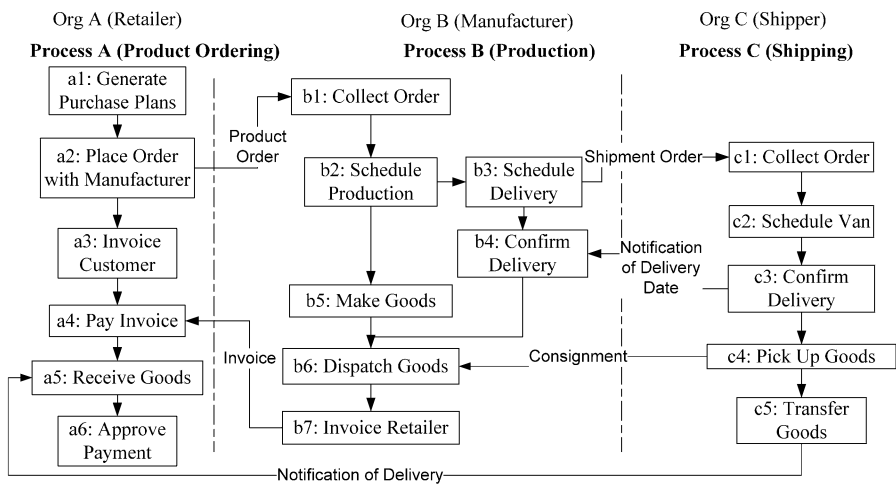 Org A (Retailer)
Org B (Manufacturer)
Org C (Shipper)
Process A (Product Ordering)
Process B (Production)
Process C (Shipping)
a1: Generate
Purchase Plans
a2: Place Order
with Manufacturer
a3: Invoice
Customer
a4: Pay Invoice
a5: Receive Goods
a6: Approve
Payment
Product
Order
Invoice
b1: Collect Order
b2: Schedule
Production
b3: Schedule
Delivery
b4: Confirm
Delivery
b5: Make Goods
b6: Dispatch Goods
b7: Invoice Retailer
Shipment Order
Notification
of Delivery
Date
Consignment
c1: Collect Order
c2: Schedule Van
c3: Confirm
Delivery
c4: Pick Up Goods
c5: Transfer
Goods
Notification of Delivery